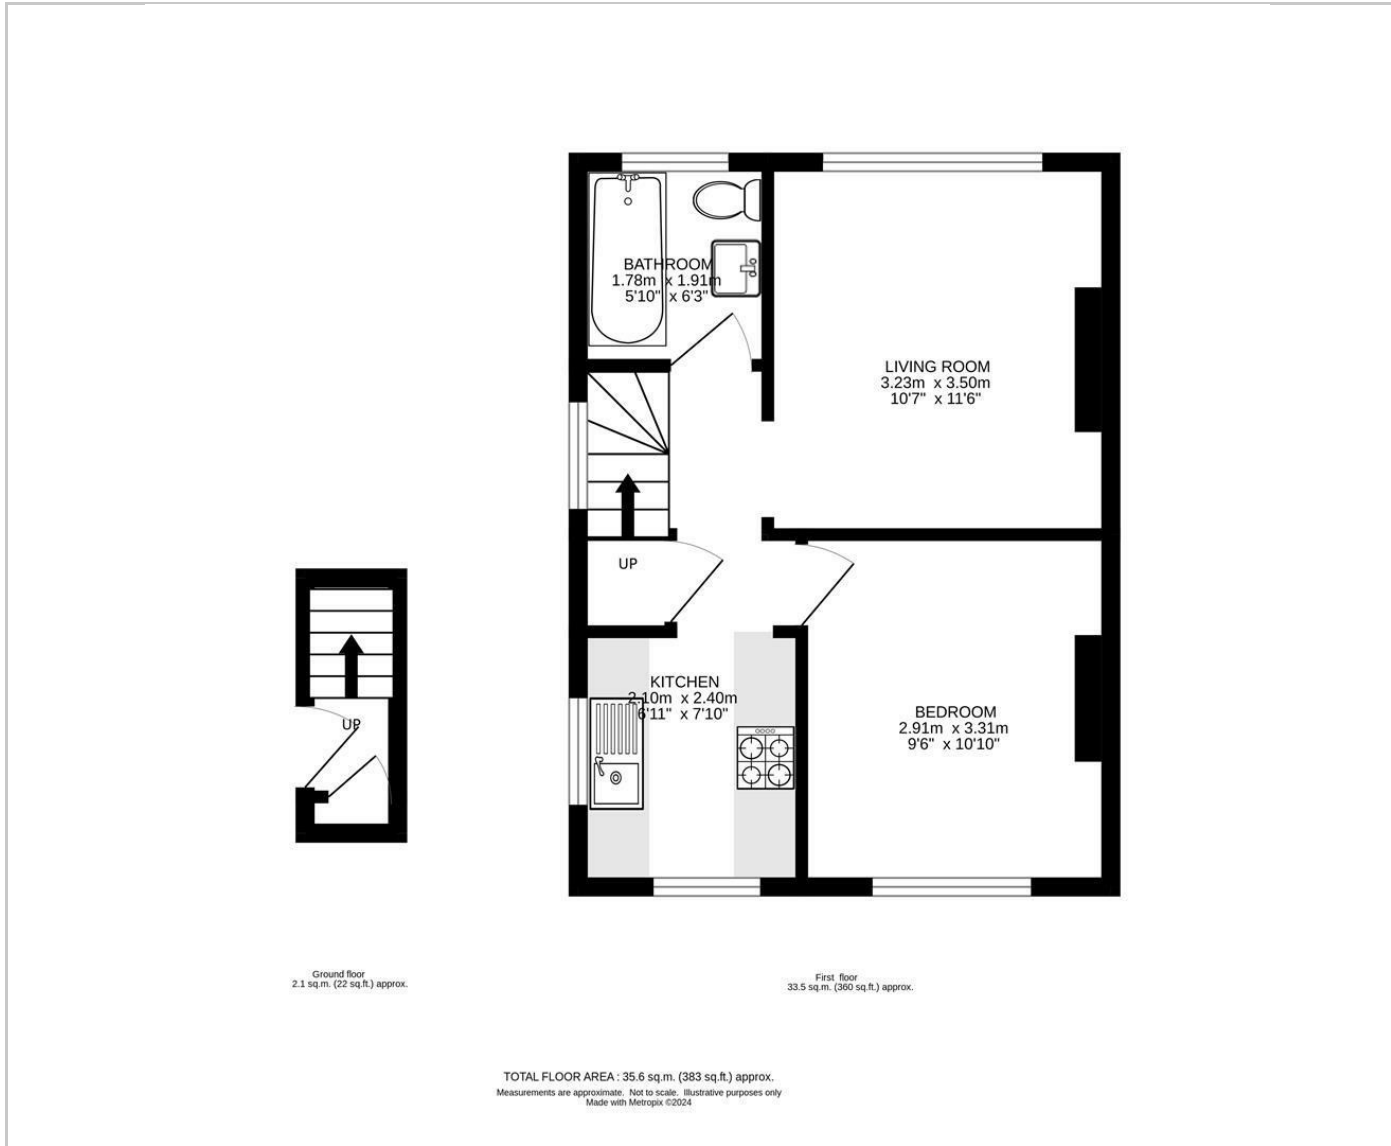 BATHROOM
1.78m x 1.91m
5'10" x 6'3"
LIVING ROOM
3.23m x 3.50m
10'7" x 11'6"
UP
KITCHEN
2.10m x 2.40m
6'11" x 7'10"
BEDROOM
2.91m x 3.31m
9'6" x 10'10"
UP
Ground floor
2.1 sq.m. (22 sq.ft.) approx.
First floor
33.5 sq.m. (360 sq.ft.) approx.
TOTAL FLOOR AREA : 35.6 sq.m. (383 sq.ft.) approx.
Measurements are approximate. Not to scale. Illustrative purposes only
Made with Metropix ©2024